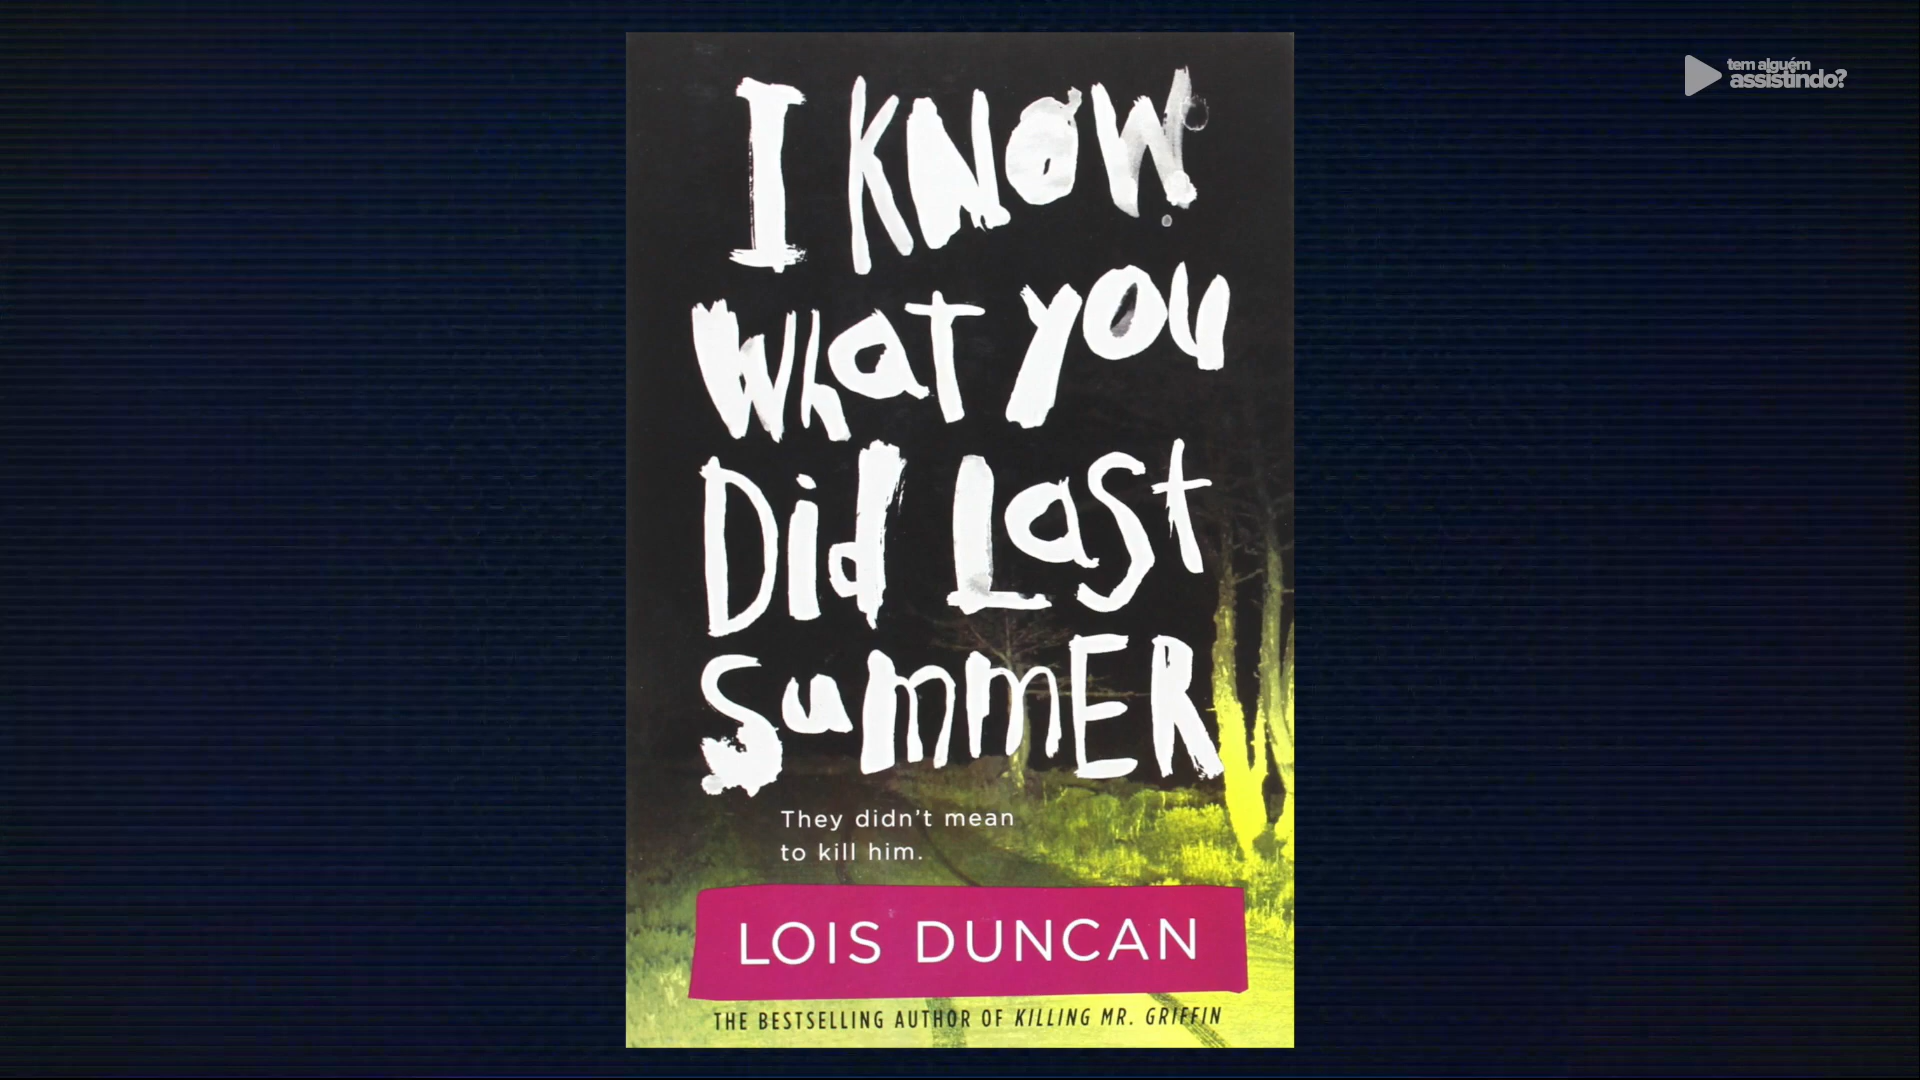 I KNOW
What you
Did Last
SummER
They didn't mean
to kill him.
LOIS DUNCAN
THE BESTSELLING AUTHOR OF KILLING MR. GRIFFIN
tem alguém
assistindo?